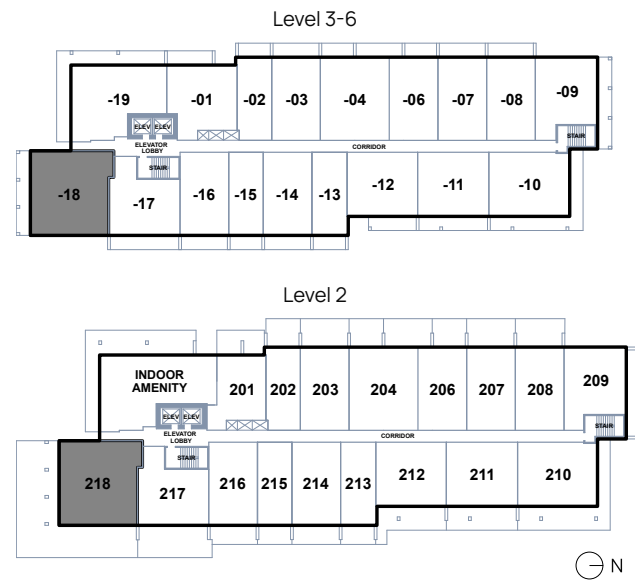 Level 3-6
-19
-01
-02
-03
-04
-06
-07
-08
-09
ELEV
ELEV
ELEVATOR
LOBBY
CORRIDOR
STAIR
STAIR
-18
-17
-16
-15
-14
-13
-12
-11
-10
Level 2
INDOOR
AMENITY
201
202
203
204
206
207
208
209
ELEV
ELEV
ELEVATOR
LOBBY
CORRIDOR
STAIR
STAIR
218
217
216
215
214
213
212
211
210
N